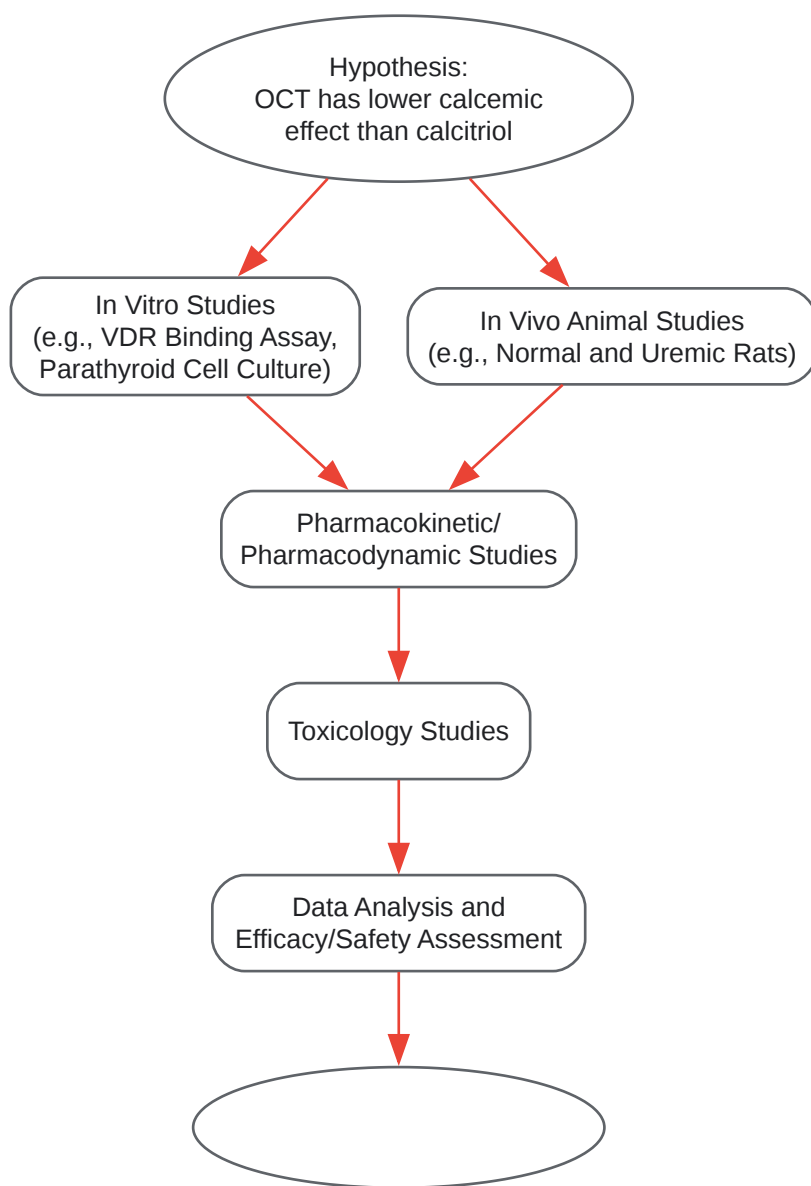 Hypothesis:
OCT has lower calcemic
effect than calcitriol
In Vitro Studies
(e.g., VDR Binding Assay,
Parathyroid Cell Culture)
In Vivo Animal Studies
(e.g., Normal and Uremic Rats)
Pharmacokinetic/
Pharmacodynamic Studies
Toxicology Studies
Data Analysis and
Efficacy/Safety Assessment